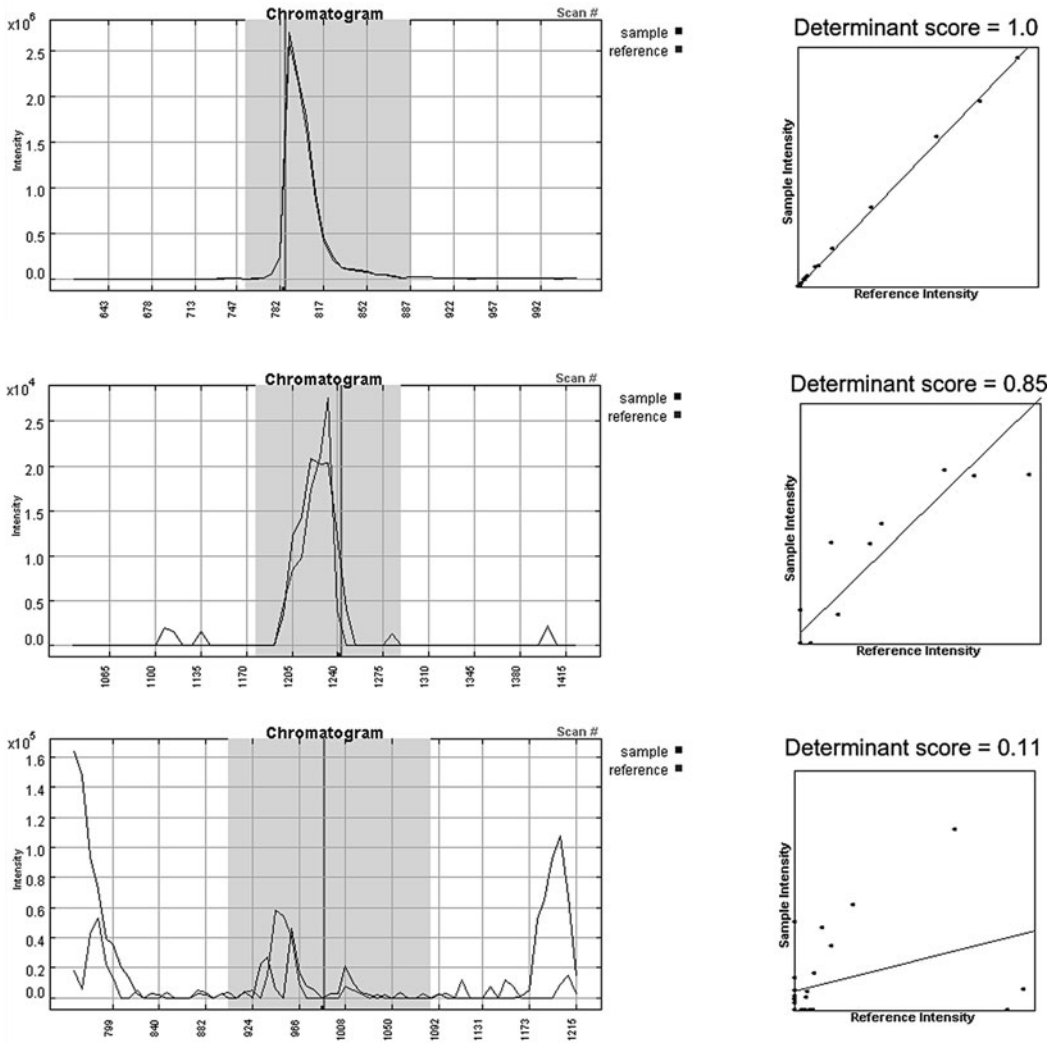 Chromatogram
Scan #
x10⁶
sample ■
reference ■
2.5
2.0
1.5
1.0
0.5
0.0
Intensity
643 678 713 747 782 817 852 887 922 957 992
Determinant score = 1.0
Sample Intensity
Reference Intensity
Chromatogram
Scan #
x10⁴
sample ■
reference ■
2.5
2.0
1.5
1.0
0.5
0.0
Intensity
1065 1100 1135 1170 1205 1240 1275 1310 1345 1380 1415
Determinant score = 0.85
Sample Intensity
Reference Intensity
Chromatogram
Scan #
x10⁵
sample ■
reference ■
1.6
1.4
1.2
1.0
0.8
0.6
0.4
0.2
0.0
Intensity
799 840 882 924 966 1008 1050 1092 1131 1173 1215
Determinant score = 0.11
Sample Intensity
Reference Intensity